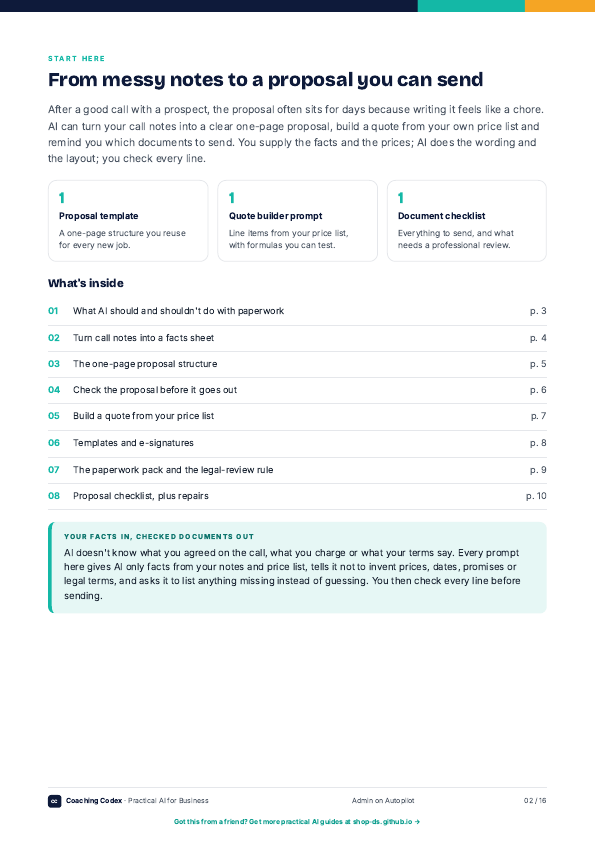 START HERE
From messy notes to a proposal you can send
After a good call with a prospect, the proposal often sits for days because writing it feels like a chore.
AI can turn your call notes into a clear one-page proposal, build a quote from your own price list and
remind you which documents to send. You supply the facts and the prices; AI does the wording and
the layout; you check every line.
1
Proposal template
A one-page structure you reuse
for every new job.
1
Quote builder prompt
Line items from your price list,
with formulas you can test.
1
Document checklist
Everything to send, and what
needs a professional review.
What's inside
01 What AI should and shouldn't do with paperwork p. 3
02 Turn call notes into a facts sheet p. 4
03 The one-page proposal structure p. 5
04 Check the proposal before it goes out p. 6
05 Build a quote from your price list p. 7
06 Templates and e-signatures p. 8
07 The paperwork pack and the legal-review rule p. 9
08 Proposal checklist, plus repairs p. 10
YOUR FACTS IN, CHECKED DOCUMENTS OUT
AI doesn't know what you agreed on the call, what you charge or what your terms say. Every prompt
here gives AI only facts from your notes and price list, tells it not to invent prices, dates, promises or
legal terms, and asks it to list anything missing instead of guessing. You then check every line before
sending.
cc Coaching Codex · Practical AI for Business Admin on Autopilot 02 / 16
Got this from a friend? Get more practical AI guides at shop-ds.github.io →